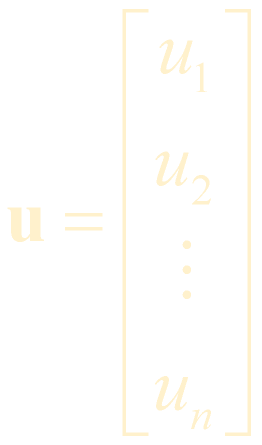 u₁
u₂
u =
⋮
uₙ